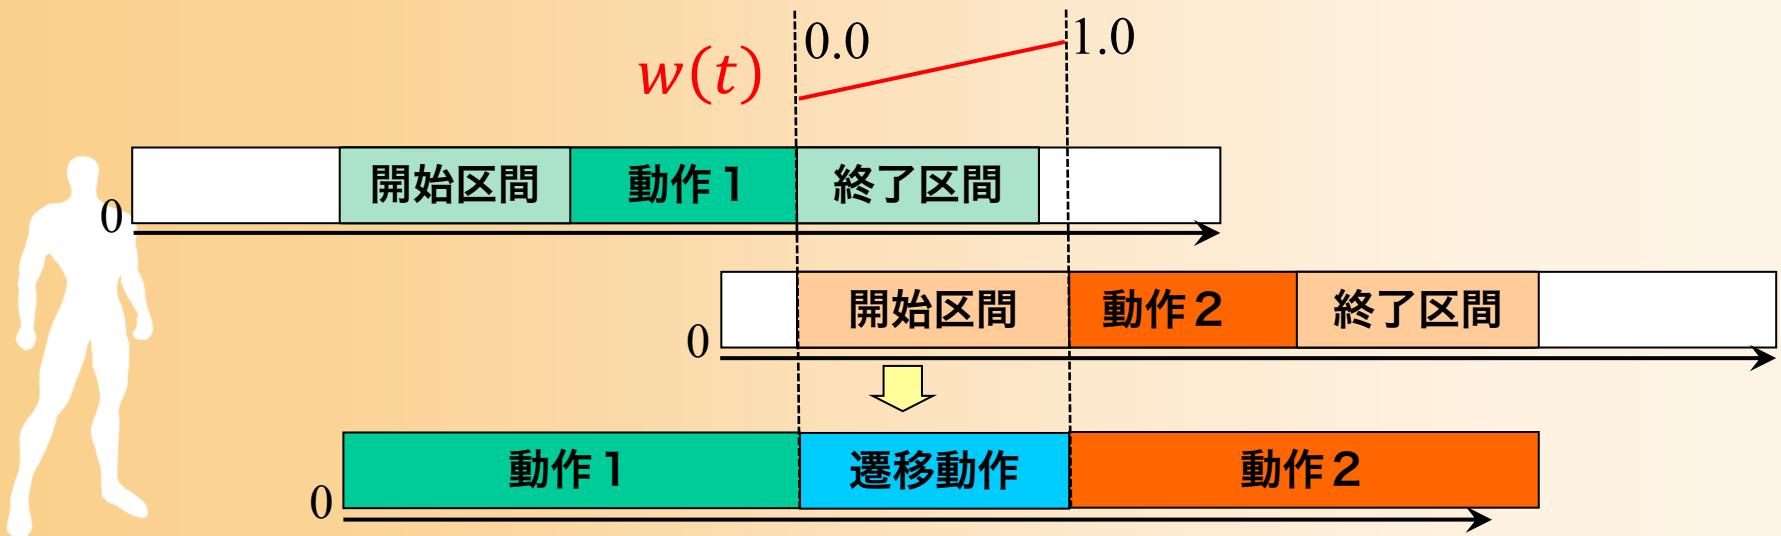 0.0 1.0
w(t)
開始区間 動作1 終了区間
0
開始区間 動作2 終了区間
0
動作1 遷移動作 動作2
0